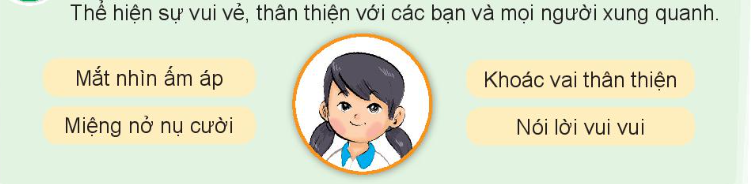 Thể hiện sự vui vẻ, thân thiện với các bạn và mọi người xung quanh.
Mắt nhìn ấm áp
Miệng nở nụ cười
Khoác vai thân thiện
Nói lời vui vui